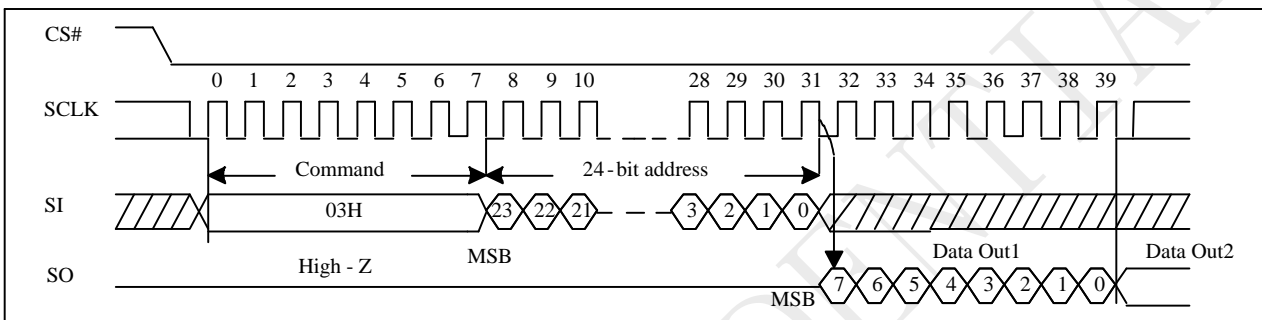 CS#
0 1 2 3 4 5 6 7 8 9 10 28 29 30 31 32 33 34 35 36 37 38 39
SCLK
Command 24-bit address
SI 03H 23 22 21 3 2 1 0
High - Z MSB Data Out1 Data Out2
SO MSB 7 6 5 4 3 2 1 0